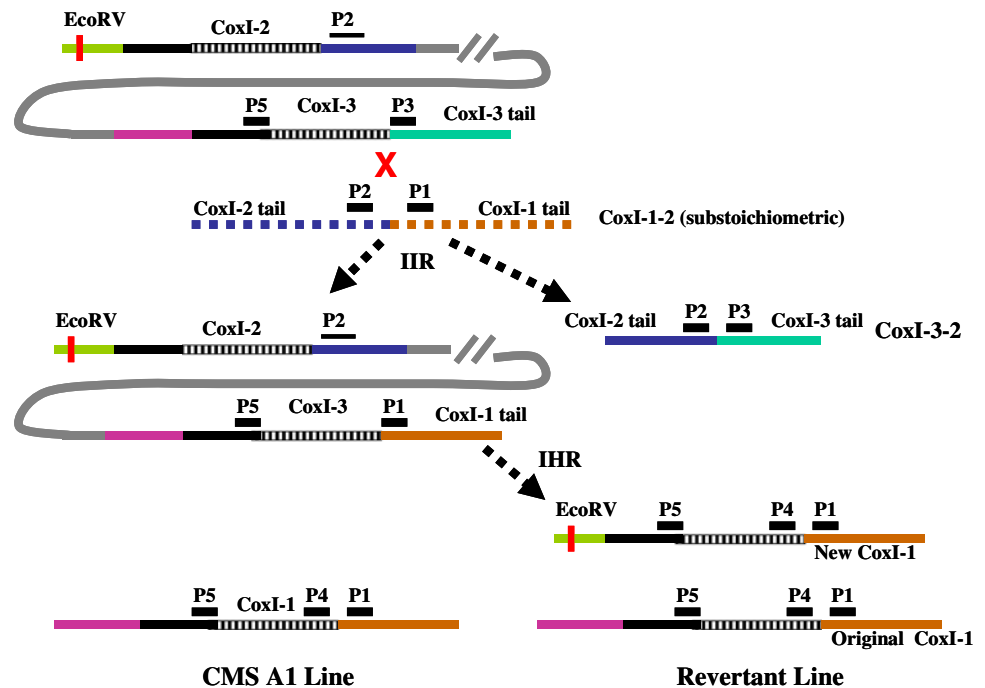 EcoRV
CoxI-2
P2
P5
CoxI-3
P3
CoxI-3 tail
X
CoxI-2 tail
P2
P1
CoxI-1 tail
CoxI-1-2 (substoichiometric)
IIR
EcoRV
CoxI-2
P2
CoxI-2 tail
P2
P3
CoxI-3 tail
CoxI-3-2
P5
CoxI-3
P1
CoxI-1 tail
IHR
EcoRV
P5
P4
P1
New CoxI-1
P5
CoxI-1
P4
P1
P5
P4
P1
Original CoxI-1
CMS A1 Line
Revertant Line